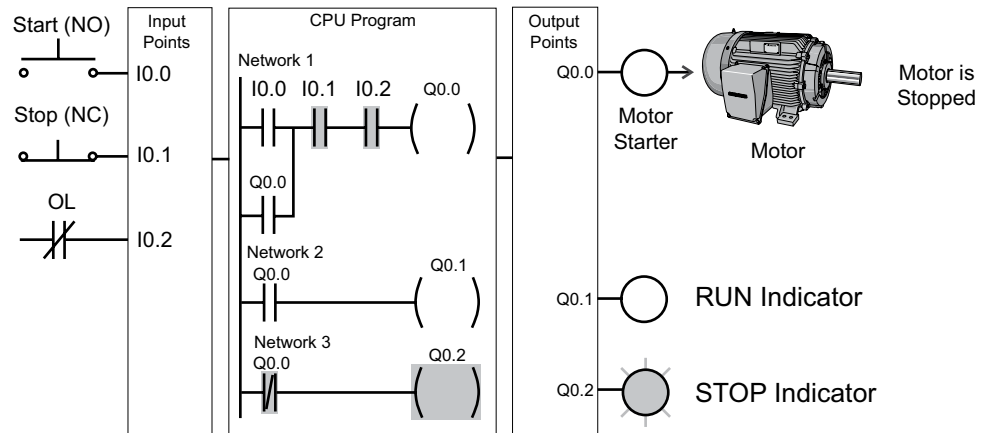 Start (NO)
I0.0
Stop (NC)
I0.1
OL
I0.2
Input
Points
CPU Program
Network 1
I0.0 I0.1 I0.2 Q0.0
Q0.0
Network 2
Q0.0 Q0.1
Network 3
Q0.0 Q0.2
Output
Points
Q0.0
Motor
Starter
Motor
Motor is
Stopped
Q0.1
RUN Indicator
Q0.2
STOP Indicator